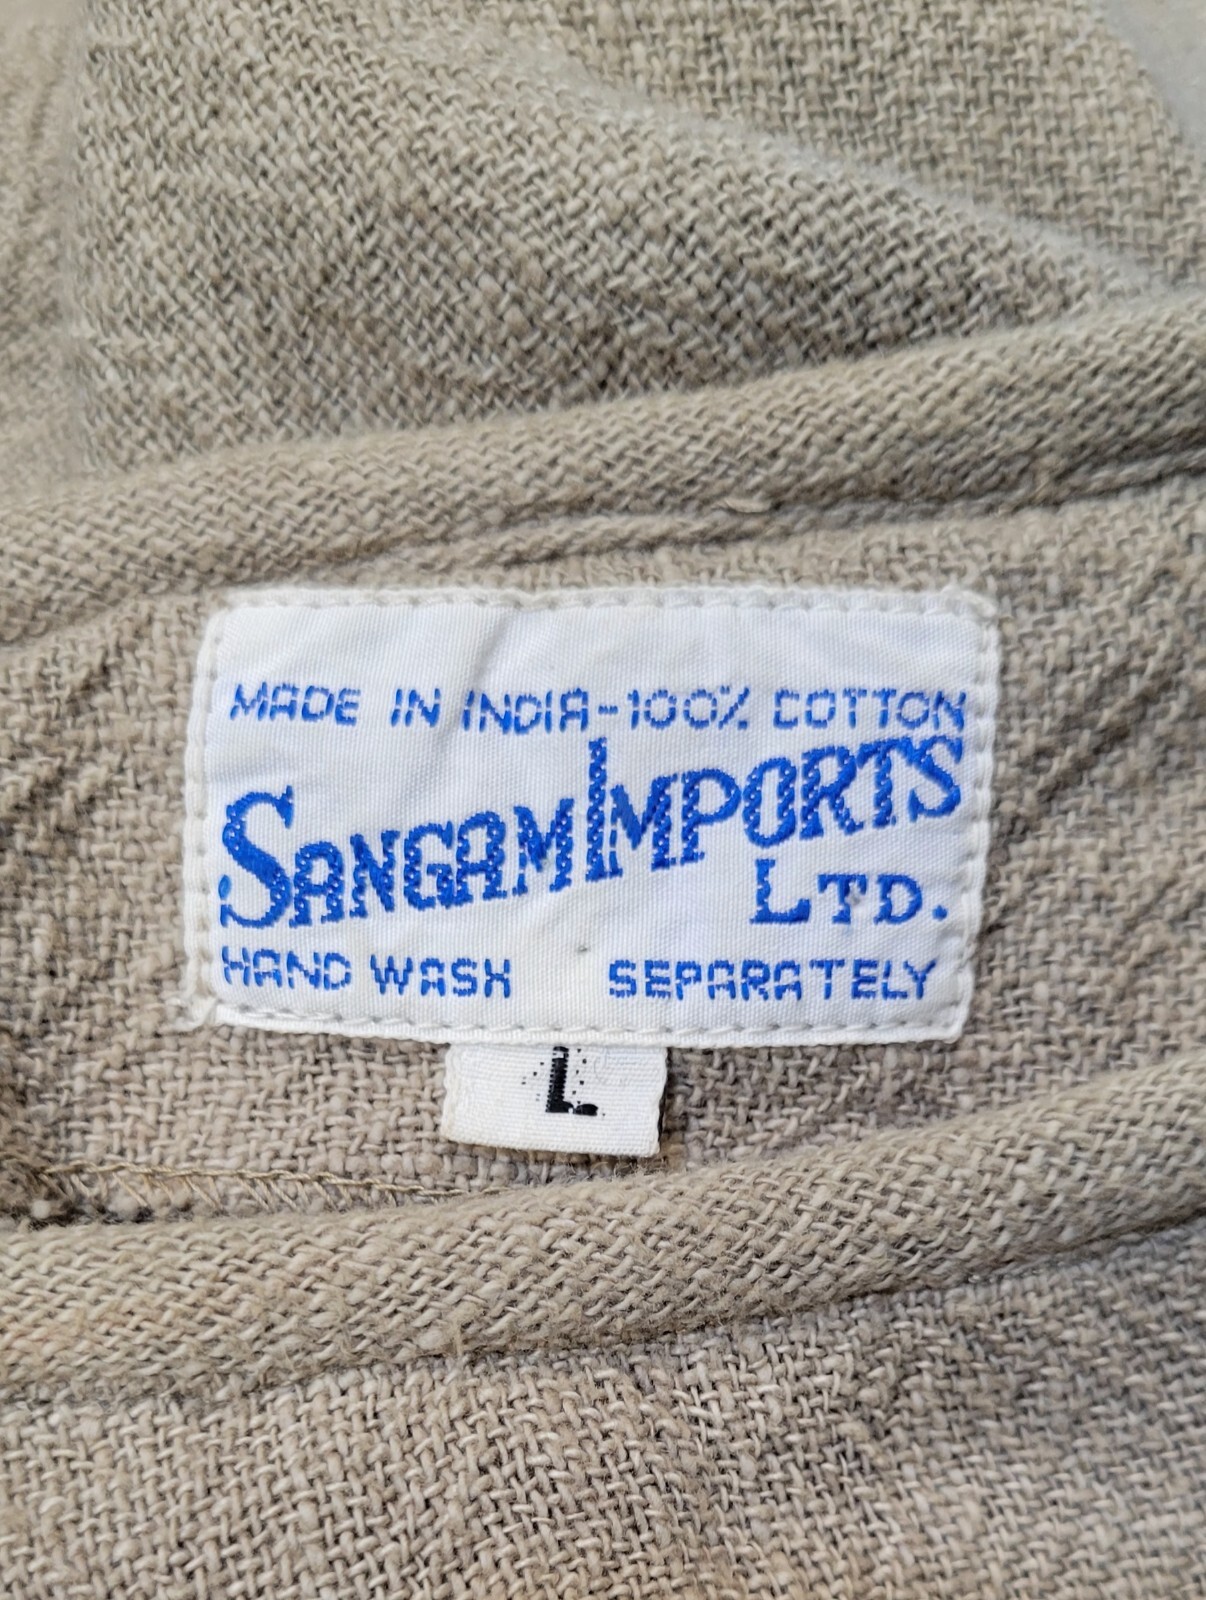 MADE IN INDIA-100% COTTON
SANGAM IMPORTS
LTD.
HAND WASH SEPARATELY
L